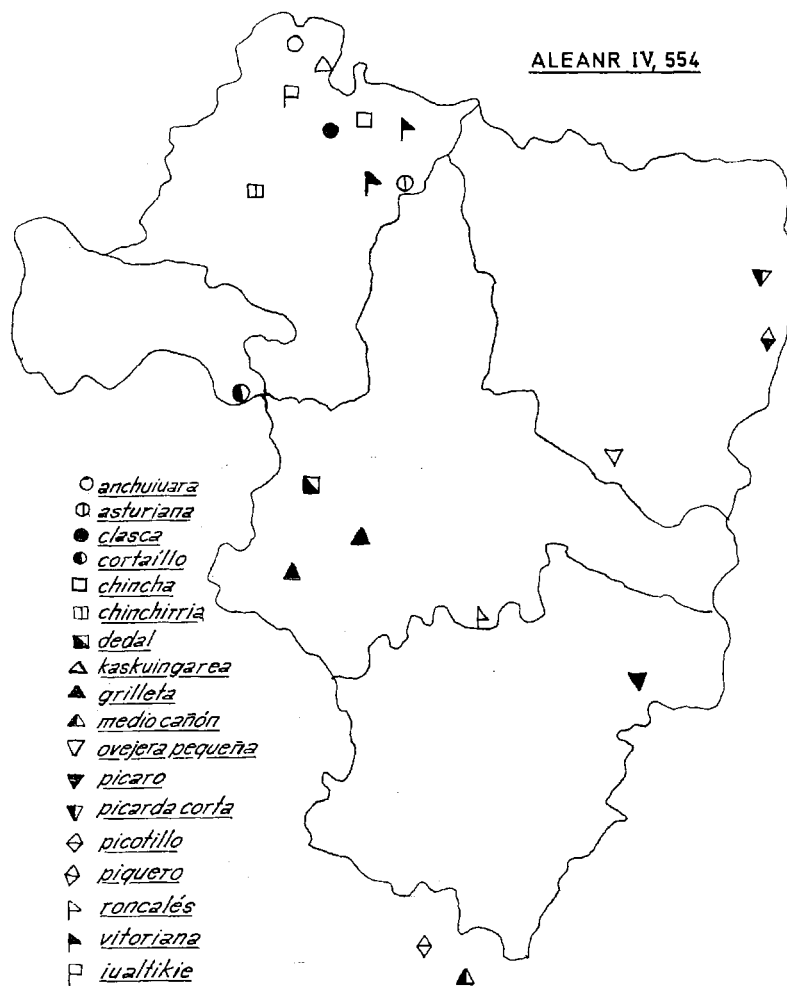 ALEANR IV, 554
anchuiuara
asturiana
clasca
cortaíllo
chincha
chinchirria
dedal
kaskuingarea
grilleta
medio cañón
ovejera pequeña
picaro
picarda corta
picotillo
piquero
roncalés
vitoriana
iualtikie